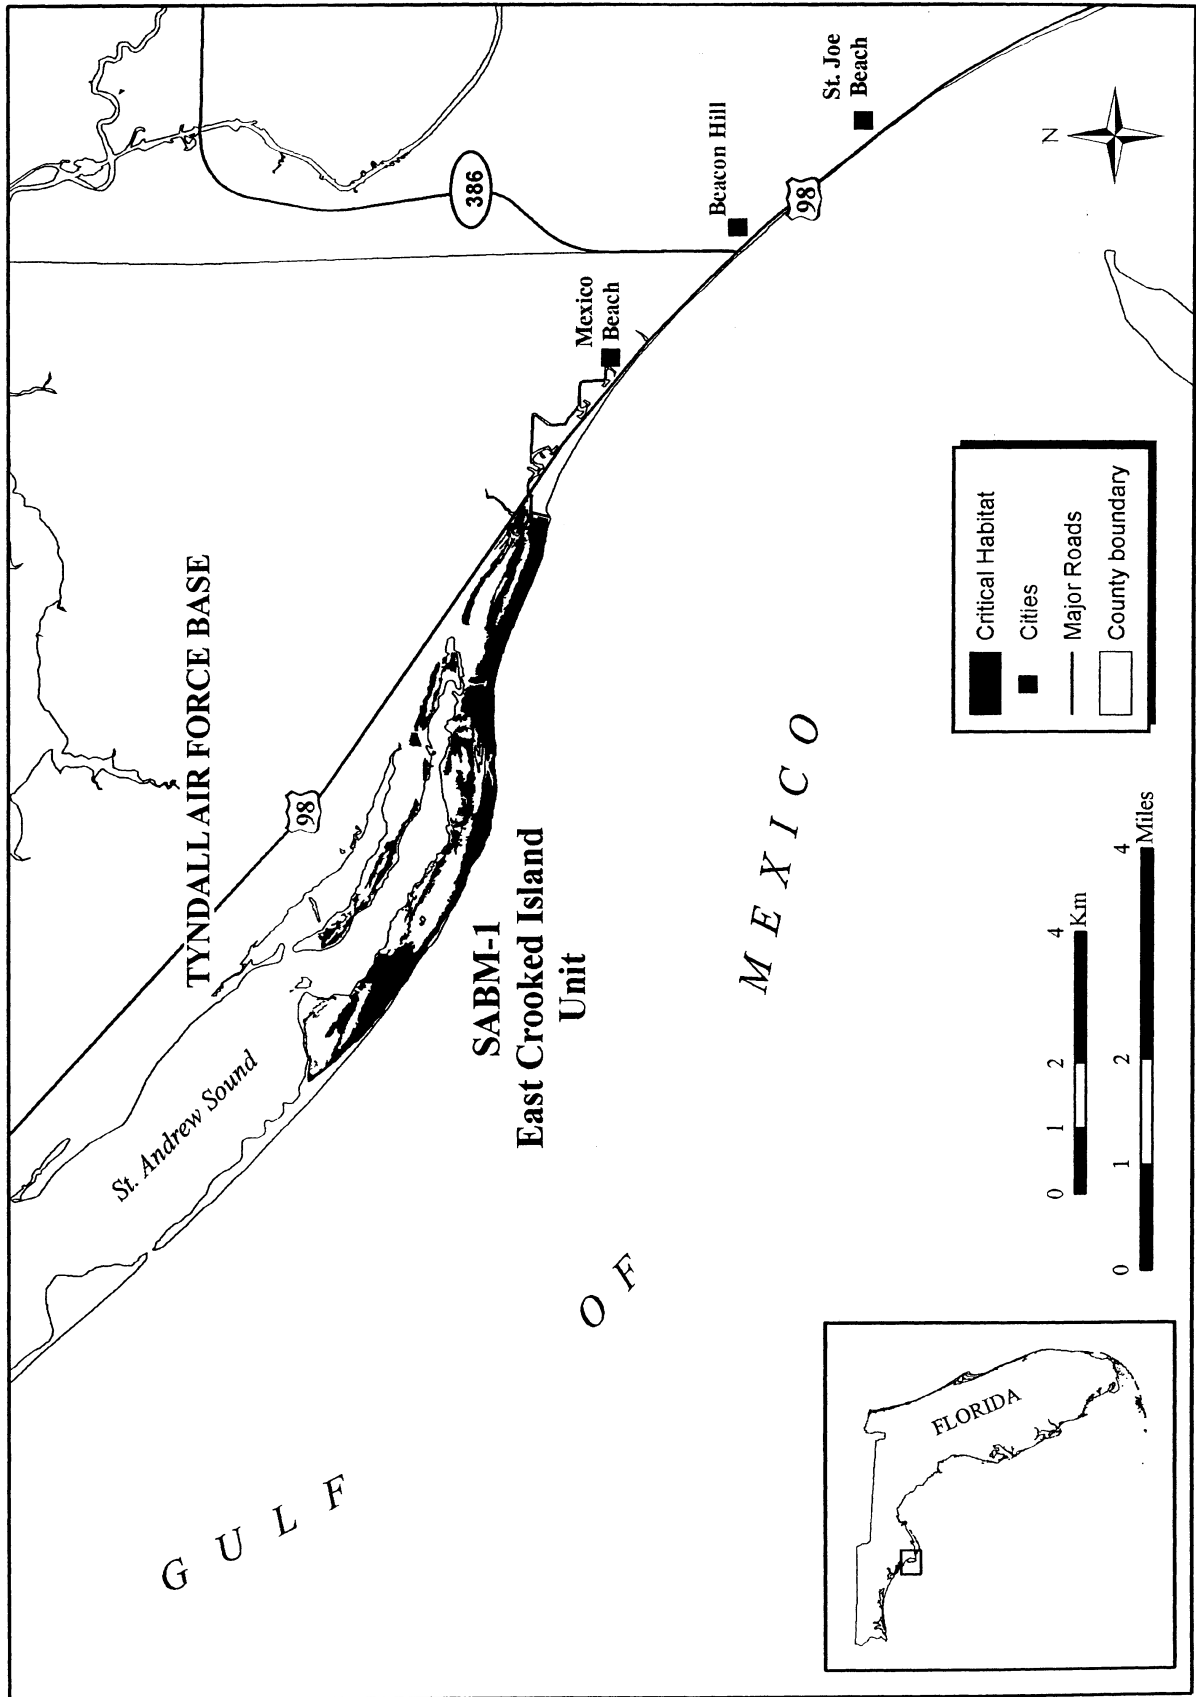 GULF
OF
MEXICO
St. Andrew Sound
TYNDALL AIR FORCE BASE
98
SABM-1
East Crooked Island
Unit
386
Mexico
Beach
Beacon Hill
98
St. Joe
Beach
N
FLORIDA
0 1 2 4
Km
0 1 2 4
Miles
Critical Habitat
Cities
Major Roads
County boundary